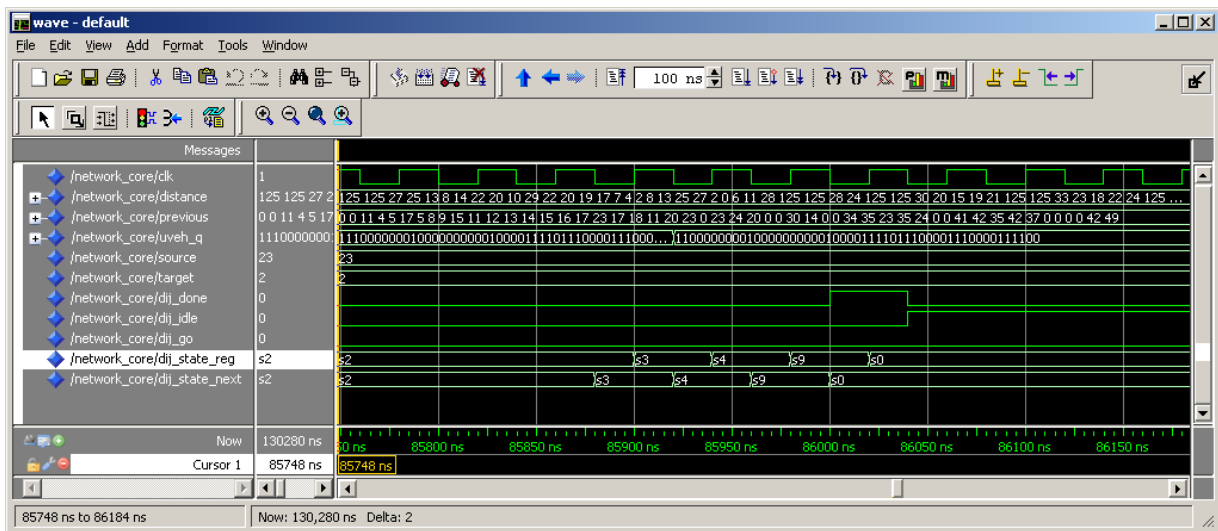 wave - default
File Edit View Add Format Tools Window
100 ns
Messages
/network_core/clk 1
/network_core/distance 125 125 27 2 125 125 27 25 13 8 14 22 20 10 29 22 20 19 17 7 4 2 8 13 25 27 2 0 6 11 28 125 125 28 24 125 125 30 20 15 19 21 125 125 33 23 18 22 24 125 ...
/network_core/previous 0 0 11 4 5 17 0 0 11 4 5 17 5 8 9 15 11 12 13 14 15 16 17 23 17 18 11 20 23 0 23 24 20 0 0 30 14 0 0 34 35 23 35 24 0 0 41 42 35 42 37 0 0 0 0 42 49
/network_core/uveh_q
/network_core/source 23 23
/network_core/target 2 2
/network_core/dij_done 0
/network_core/dij_idle 0
/network_core/dij_go 0
/network_core/dij_state_reg s2 s2 s3 s4 s9 s0
/network_core/dij_state_next s2 s2 s3 s4 s9 s0
Now 130280 ns 50 ns 85800 ns 85850 ns 85900 ns 85950 ns 86000 ns 86050 ns 86100 ns 86150 ns
Cursor 1 85748 ns 85748 ns
85748 ns to 86184 ns Now: 130,280 ns Delta: 2